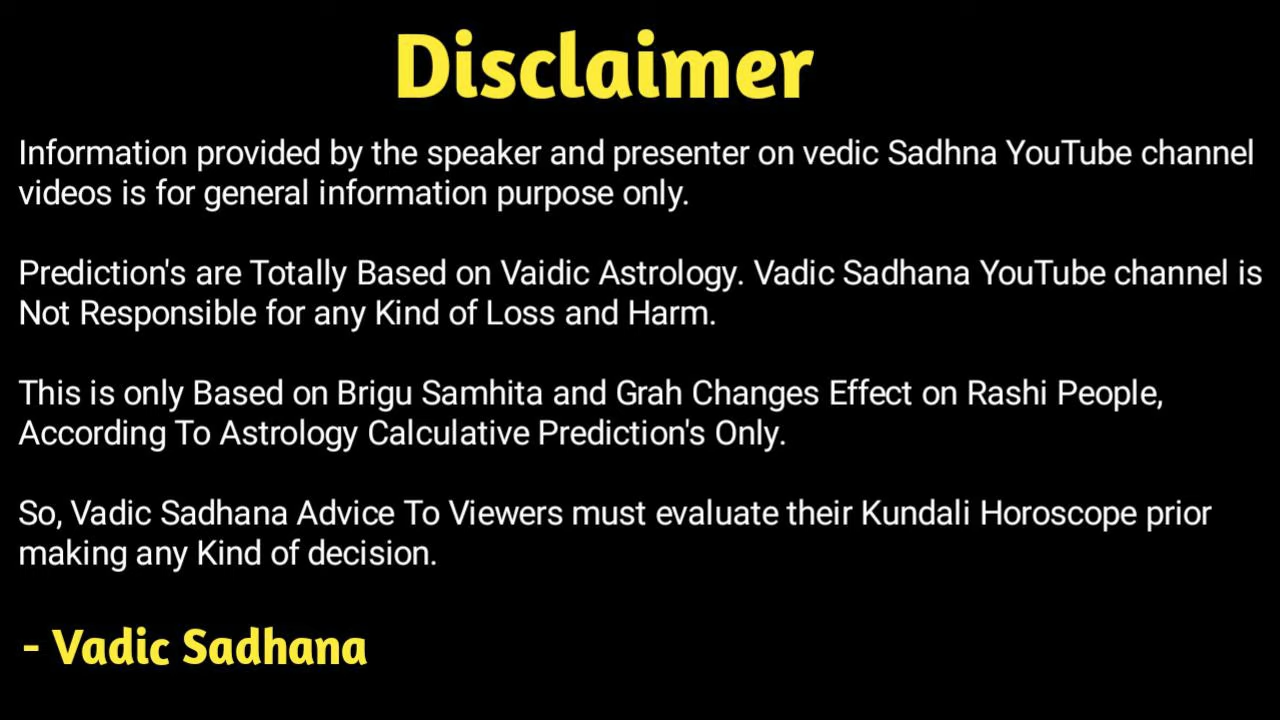 Disclaimer
Information provided by the speaker and presenter on vedic Sadhna YouTube channel
videos is for general information purpose only.
Prediction's are Totally Based on Vaidic Astrology. Vadic Sadhana YouTube channel is
Not Responsible for any Kind of Loss and Harm.
This is only Based on Brigu Samhita and Grah Changes Effect on Rashi People,
According To Astrology Calculative Prediction's Only.
So, Vadic Sadhana Advice To Viewers must evaluate their Kundali Horoscope prior
making any Kind of decision.
- Vadic Sadhana